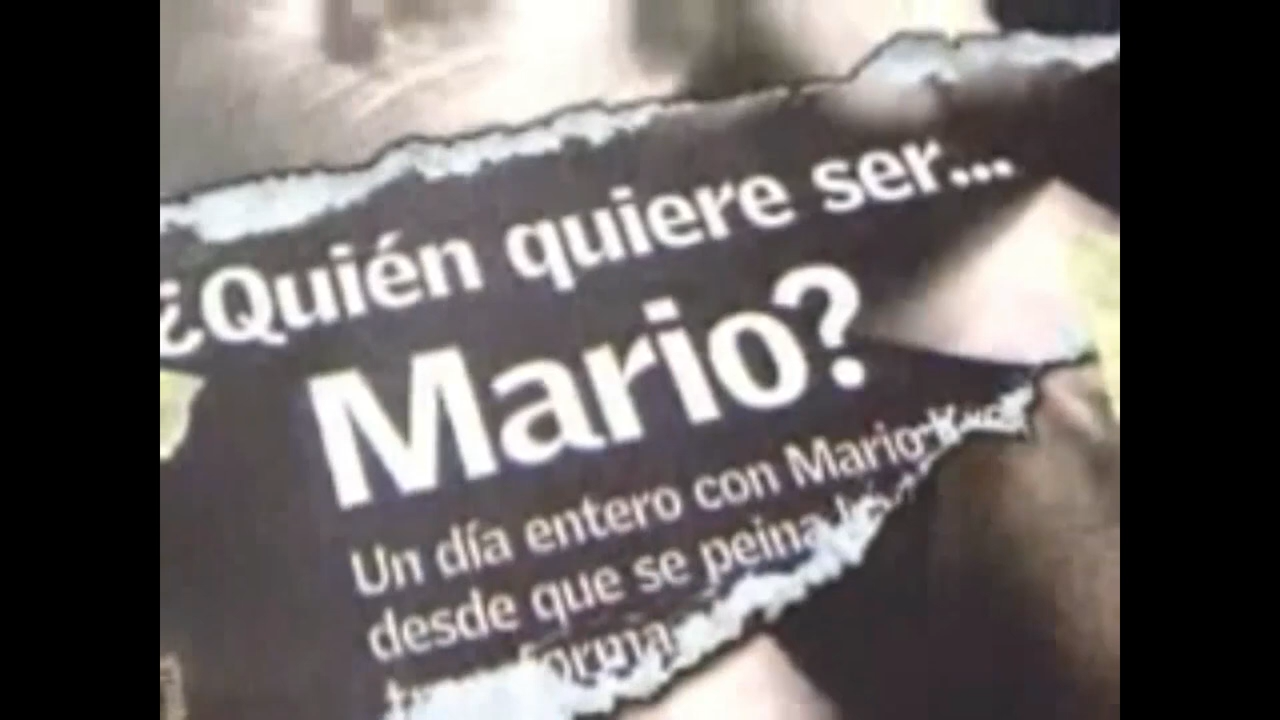 ¿Quién quiere ser...
Mario?
Un día entero con Mario
desde que se peina